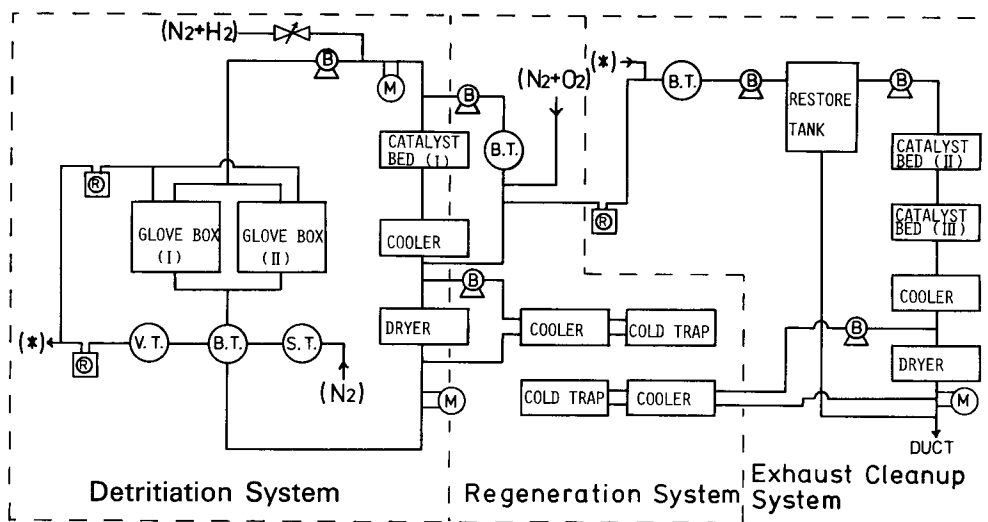 (N2+H2)
B
M
B
(N2+O2)
(*)
B.T.
B
RESTORE
TANK
B
CATALYST
BED (I)
B.T.
CATALYST
BED (II)
R
R
GLOVE BOX
(I)
GLOVE BOX
(II)
COOLER
CATALYST
BED (III)
B
COOLER
(*)
R
V.T.
B.T.
S.T.
(N2)
DRYER
COOLER
COLD TRAP
B
DRYER
M
COLD TRAP
COOLER
M
DUCT
Detritiation System
Regeneration System
Exhaust Cleanup
System